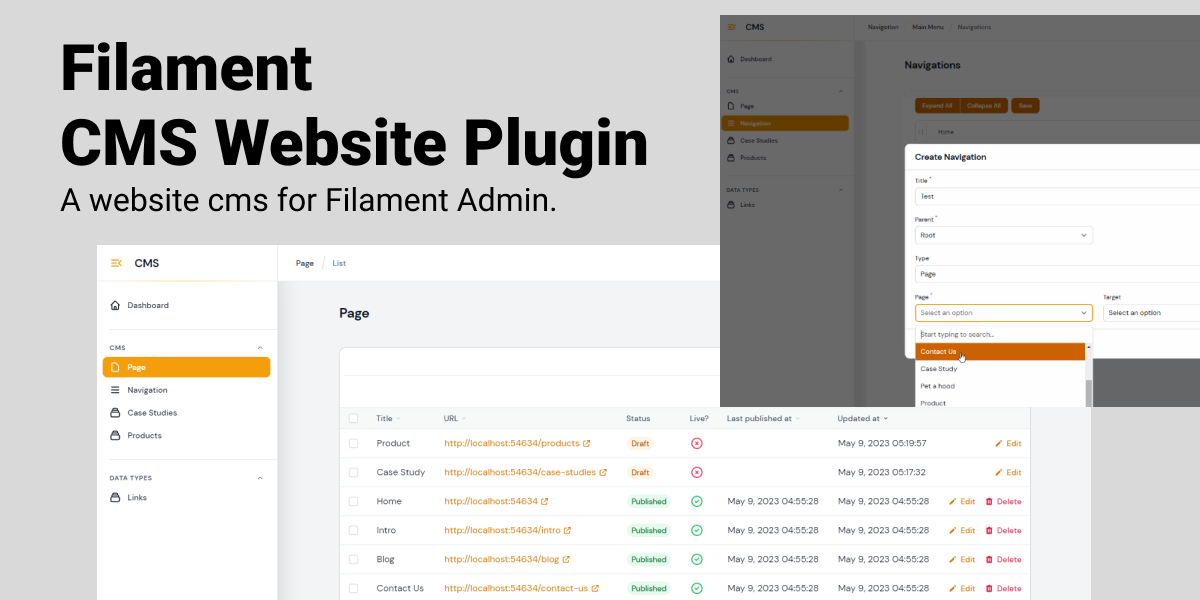 Filament
CMS Website Plugin
A website cms for Filament Admin.
CMS
Page / List
Dashboard
CMS
Page
Navigation
Case Studies
Products
DATA TYPES
Links
Page
Title URL Status Live? Last published at Updated at
Product http://localhost:54634/products Draft May 9, 2023 05:19:57 Edit
Case Study http://localhost:54634/case-studies Draft May 9, 2023 05:17:32 Edit
Home http://localhost:54634 Published May 9, 2023 04:55:28 May 9, 2023 04:55:28 Edit Delete
Intro http://localhost:54634/intro Published May 9, 2023 04:55:28 May 9, 2023 04:55:28 Edit Delete
Blog http://localhost:54634/blog Published May 9, 2023 04:55:28 May 9, 2023 04:55:28 Edit Delete
Contact Us http://localhost:54634/contact-us Published May 9, 2023 04:55:28 May 9, 2023 04:55:28 Edit Delete
CMS
Navigation Main Menu Navigations
Dashboard
CMS
Page
Navigation
Case Studies
Products
DATA TYPES
Links
Navigations
Expand All Collapse All Save
Home
Create Navigation
Title *
Test
Parent *
Root
Type
Page
Page * Target
Select an option Select an option
Start typing to search...
Contact Us
Case Study
Pet a hood
Product